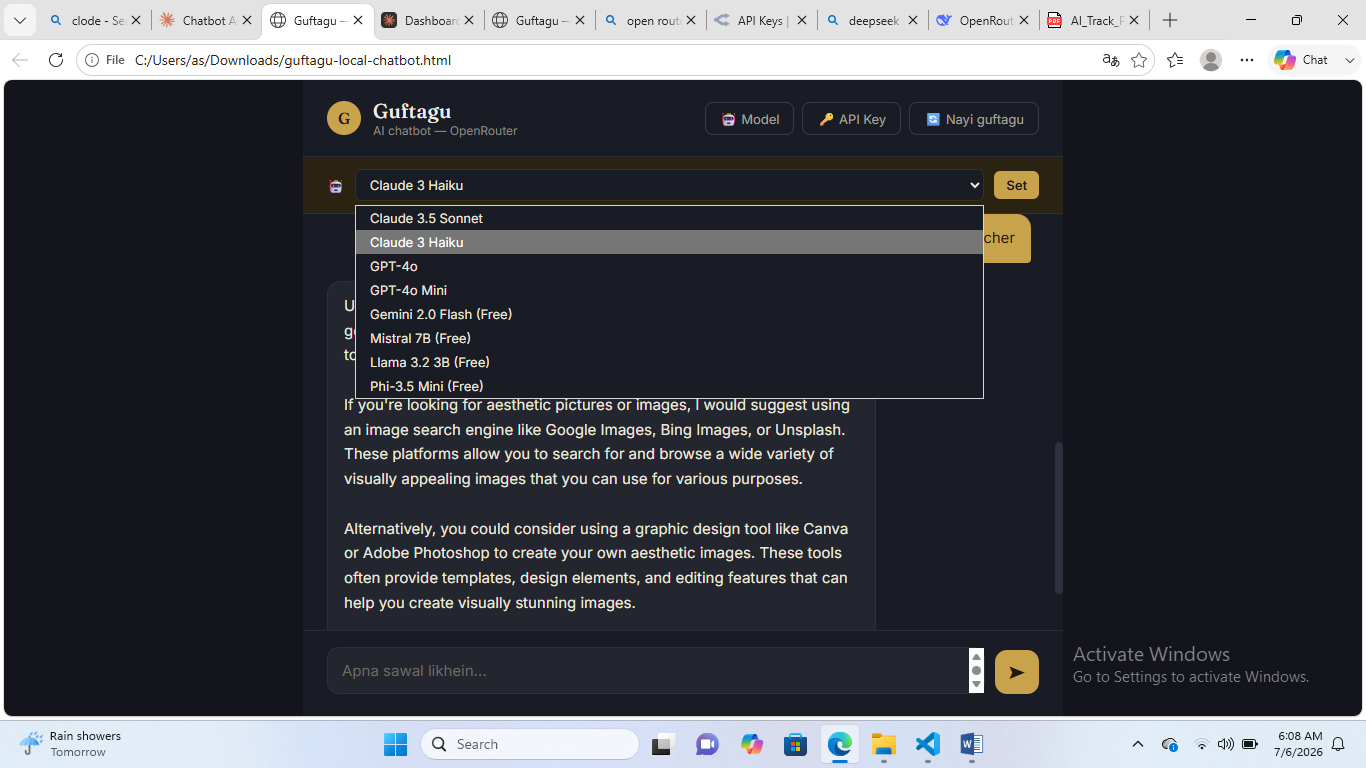 clode - Se
Chatbot A
Guftagu —
Dashboard
Guftagu —
open rout
API Keys |
deepseek
OpenRout
AI_Track_P
File
C:/Users/as/Downloads/guftagu-local-chatbot.html
Chat
G
Guftagu
AI chatbot — OpenRouter
Model
API Key
Nayi guftagu
Claude 3 Haiku
Set
Claude 3.5 Sonnet
Claude 3 Haiku
GPT-4o
GPT-4o Mini
Gemini 2.0 Flash (Free)
Mistral 7B (Free)
Llama 3.2 3B (Free)
Phi-3.5 Mini (Free)
cher
If you're looking for aesthetic pictures or images, I would suggest using
an image search engine like Google Images, Bing Images, or Unsplash.
These platforms allow you to search for and browse a wide variety of
visually appealing images that you can use for various purposes.
Alternatively, you could consider using a graphic design tool like Canva
or Adobe Photoshop to create your own aesthetic images. These tools
often provide templates, design elements, and editing features that can
help you create visually stunning images.
Apna sawal likhein...
Activate Windows
Go to Settings to activate Windows.
Rain showers
Tomorrow
Search
6:08 AM
7/6/2026